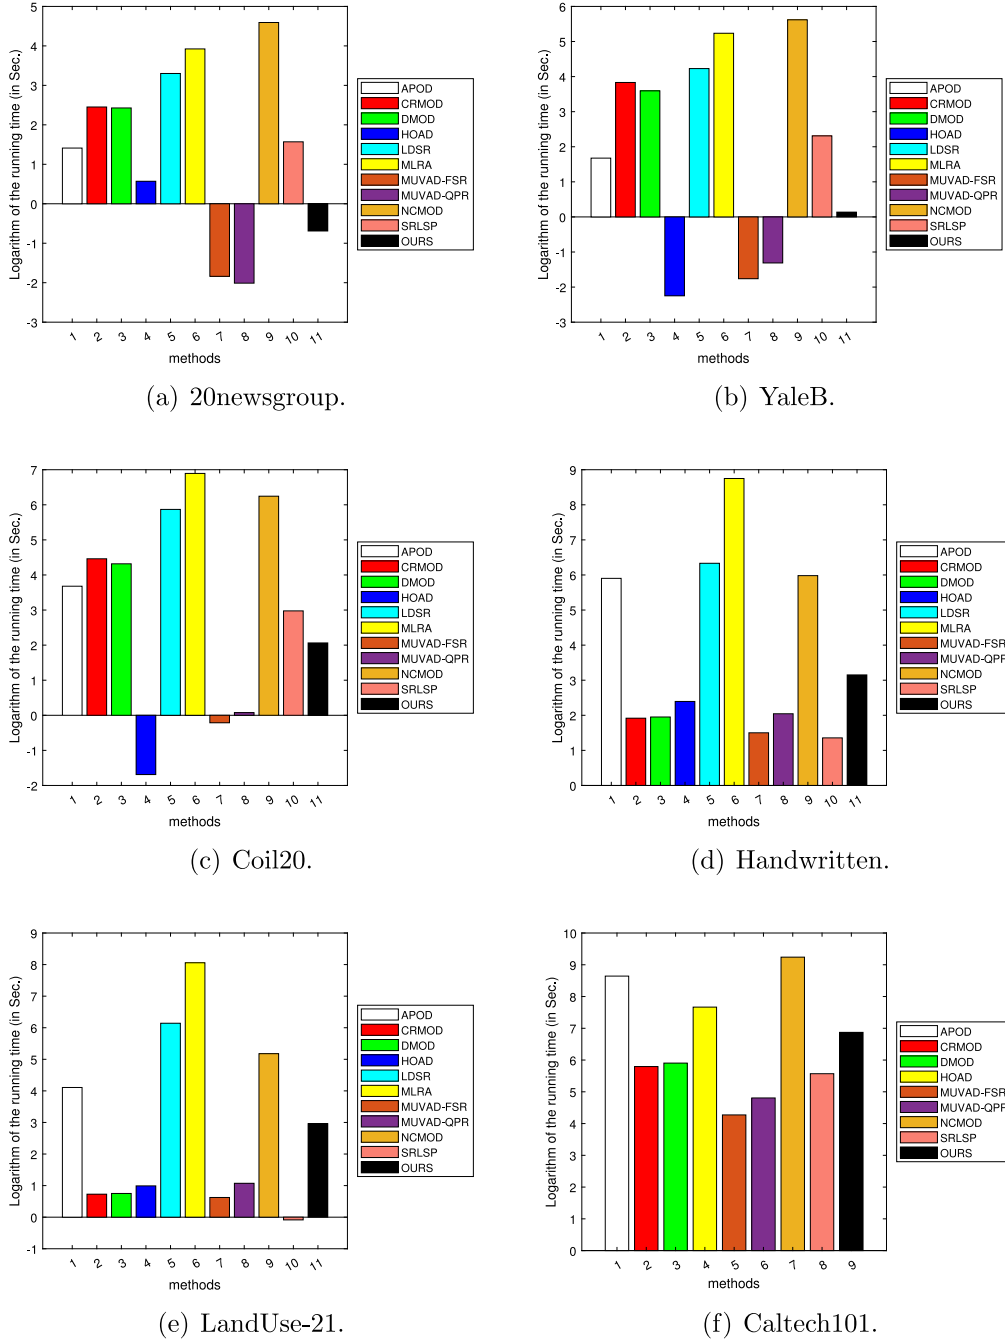 Logarithm of the running time (in Sec.)
5
4
3
2
1
0
-1
-2
-3
1 2 3 4 5 6 7 8 9 10 11
methods
APOD
CRMOD
DMOD
HOAD
LDSR
MLRA
MUVAD-FSR
MUVAD-QPR
NCMOD
SRLSP
OURS
(a) 20newsgroup.
Logarithm of the running time (in Sec.)
6
5
4
3
2
1
0
-1
-2
-3
1 2 3 4 5 6 7 8 9 10 11
methods
APOD
CRMOD
DMOD
HOAD
LDSR
MLRA
MUVAD-FSR
MUVAD-QPR
NCMOD
SRLSP
OURS
(b) YaleB.
Logarithm of the running time (in Sec.)
7
6
5
4
3
2
1
0
-1
-2
1 2 3 4 5 6 7 8 9 10 11
methods
APOD
CRMOD
DMOD
HOAD
LDSR
MLRA
MUVAD-FSR
MUVAD-QPR
NCMOD
SRLSP
OURS
(c) Coil20.
Logarithm of the running time (in Sec.)
9
8
7
6
5
4
3
2
1
0
1 2 3 4 5 6 7 8 9 10 11
methods
APOD
CRMOD
DMOD
HOAD
LDSR
MLRA
MUVAD-FSR
MUVAD-QPR
NCMOD
SRLSP
OURS
(d) Handwritten.
Logarithm of the running time (in Sec.)
9
8
7
6
5
4
3
2
1
0
-1
1 2 3 4 5 6 7 8 9 10 11
methods
APOD
CRMOD
DMOD
HOAD
LDSR
MLRA
MUVAD-FSR
MUVAD-QPR
NCMOD
SRLSP
OURS
(e) LandUse-21.
Logarithm of the running time (in Sec.)
10
9
8
7
6
5
4
3
2
1
0
1 2 3 4 5 6 7 8 9
methods
APOD
CRMOD
DMOD
HOAD
MUVAD-FSR
MUVAD-QPR
NCMOD
SRLSP
OURS
(f) Caltech101.